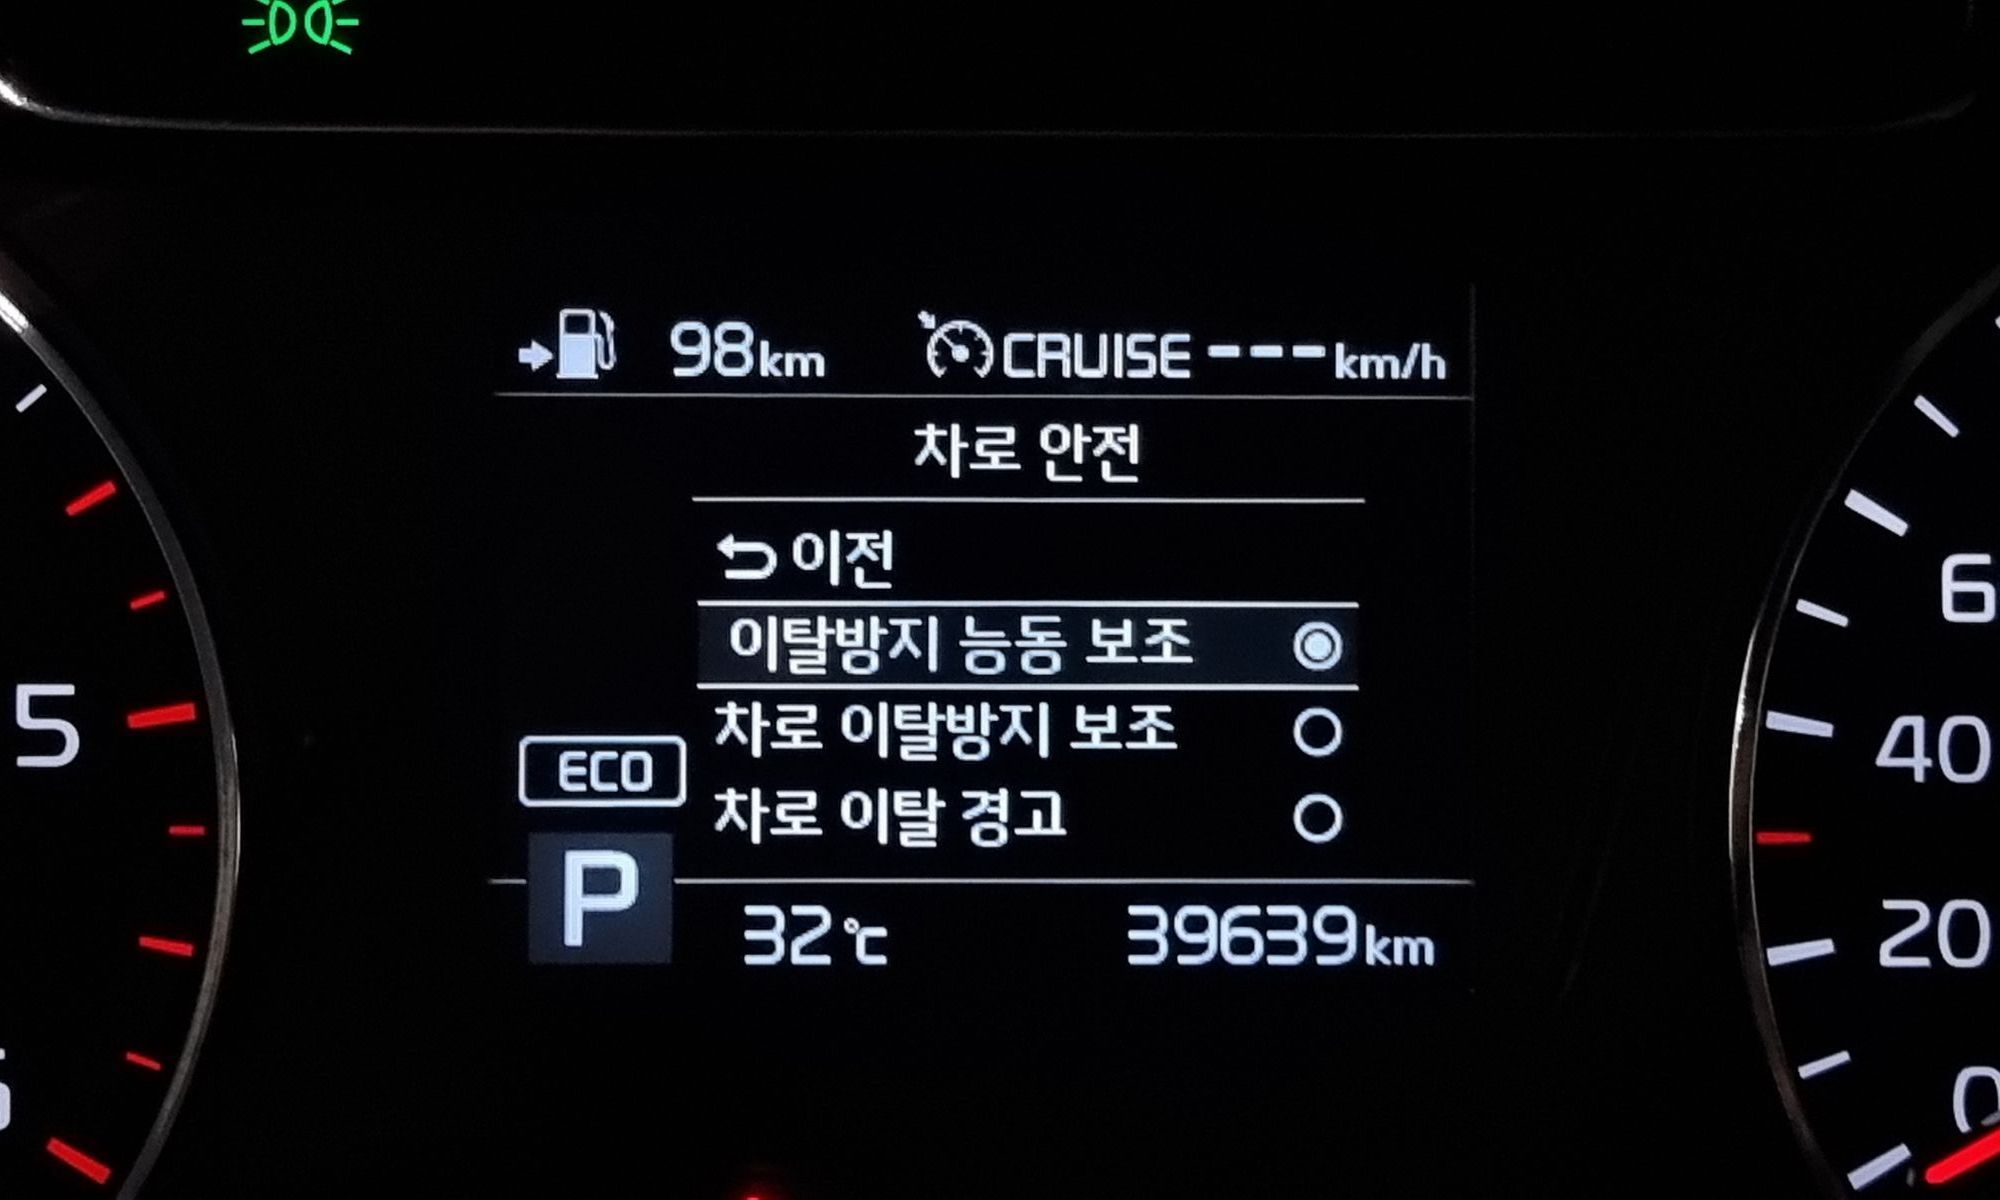 98km CRUISE ---km/h
차로 안전
이전
이탈방지 능동 보조
차로 이탈방지 보조
차로 이탈 경고
ECO
P 32℃ 39639km
5
6
40
20
0